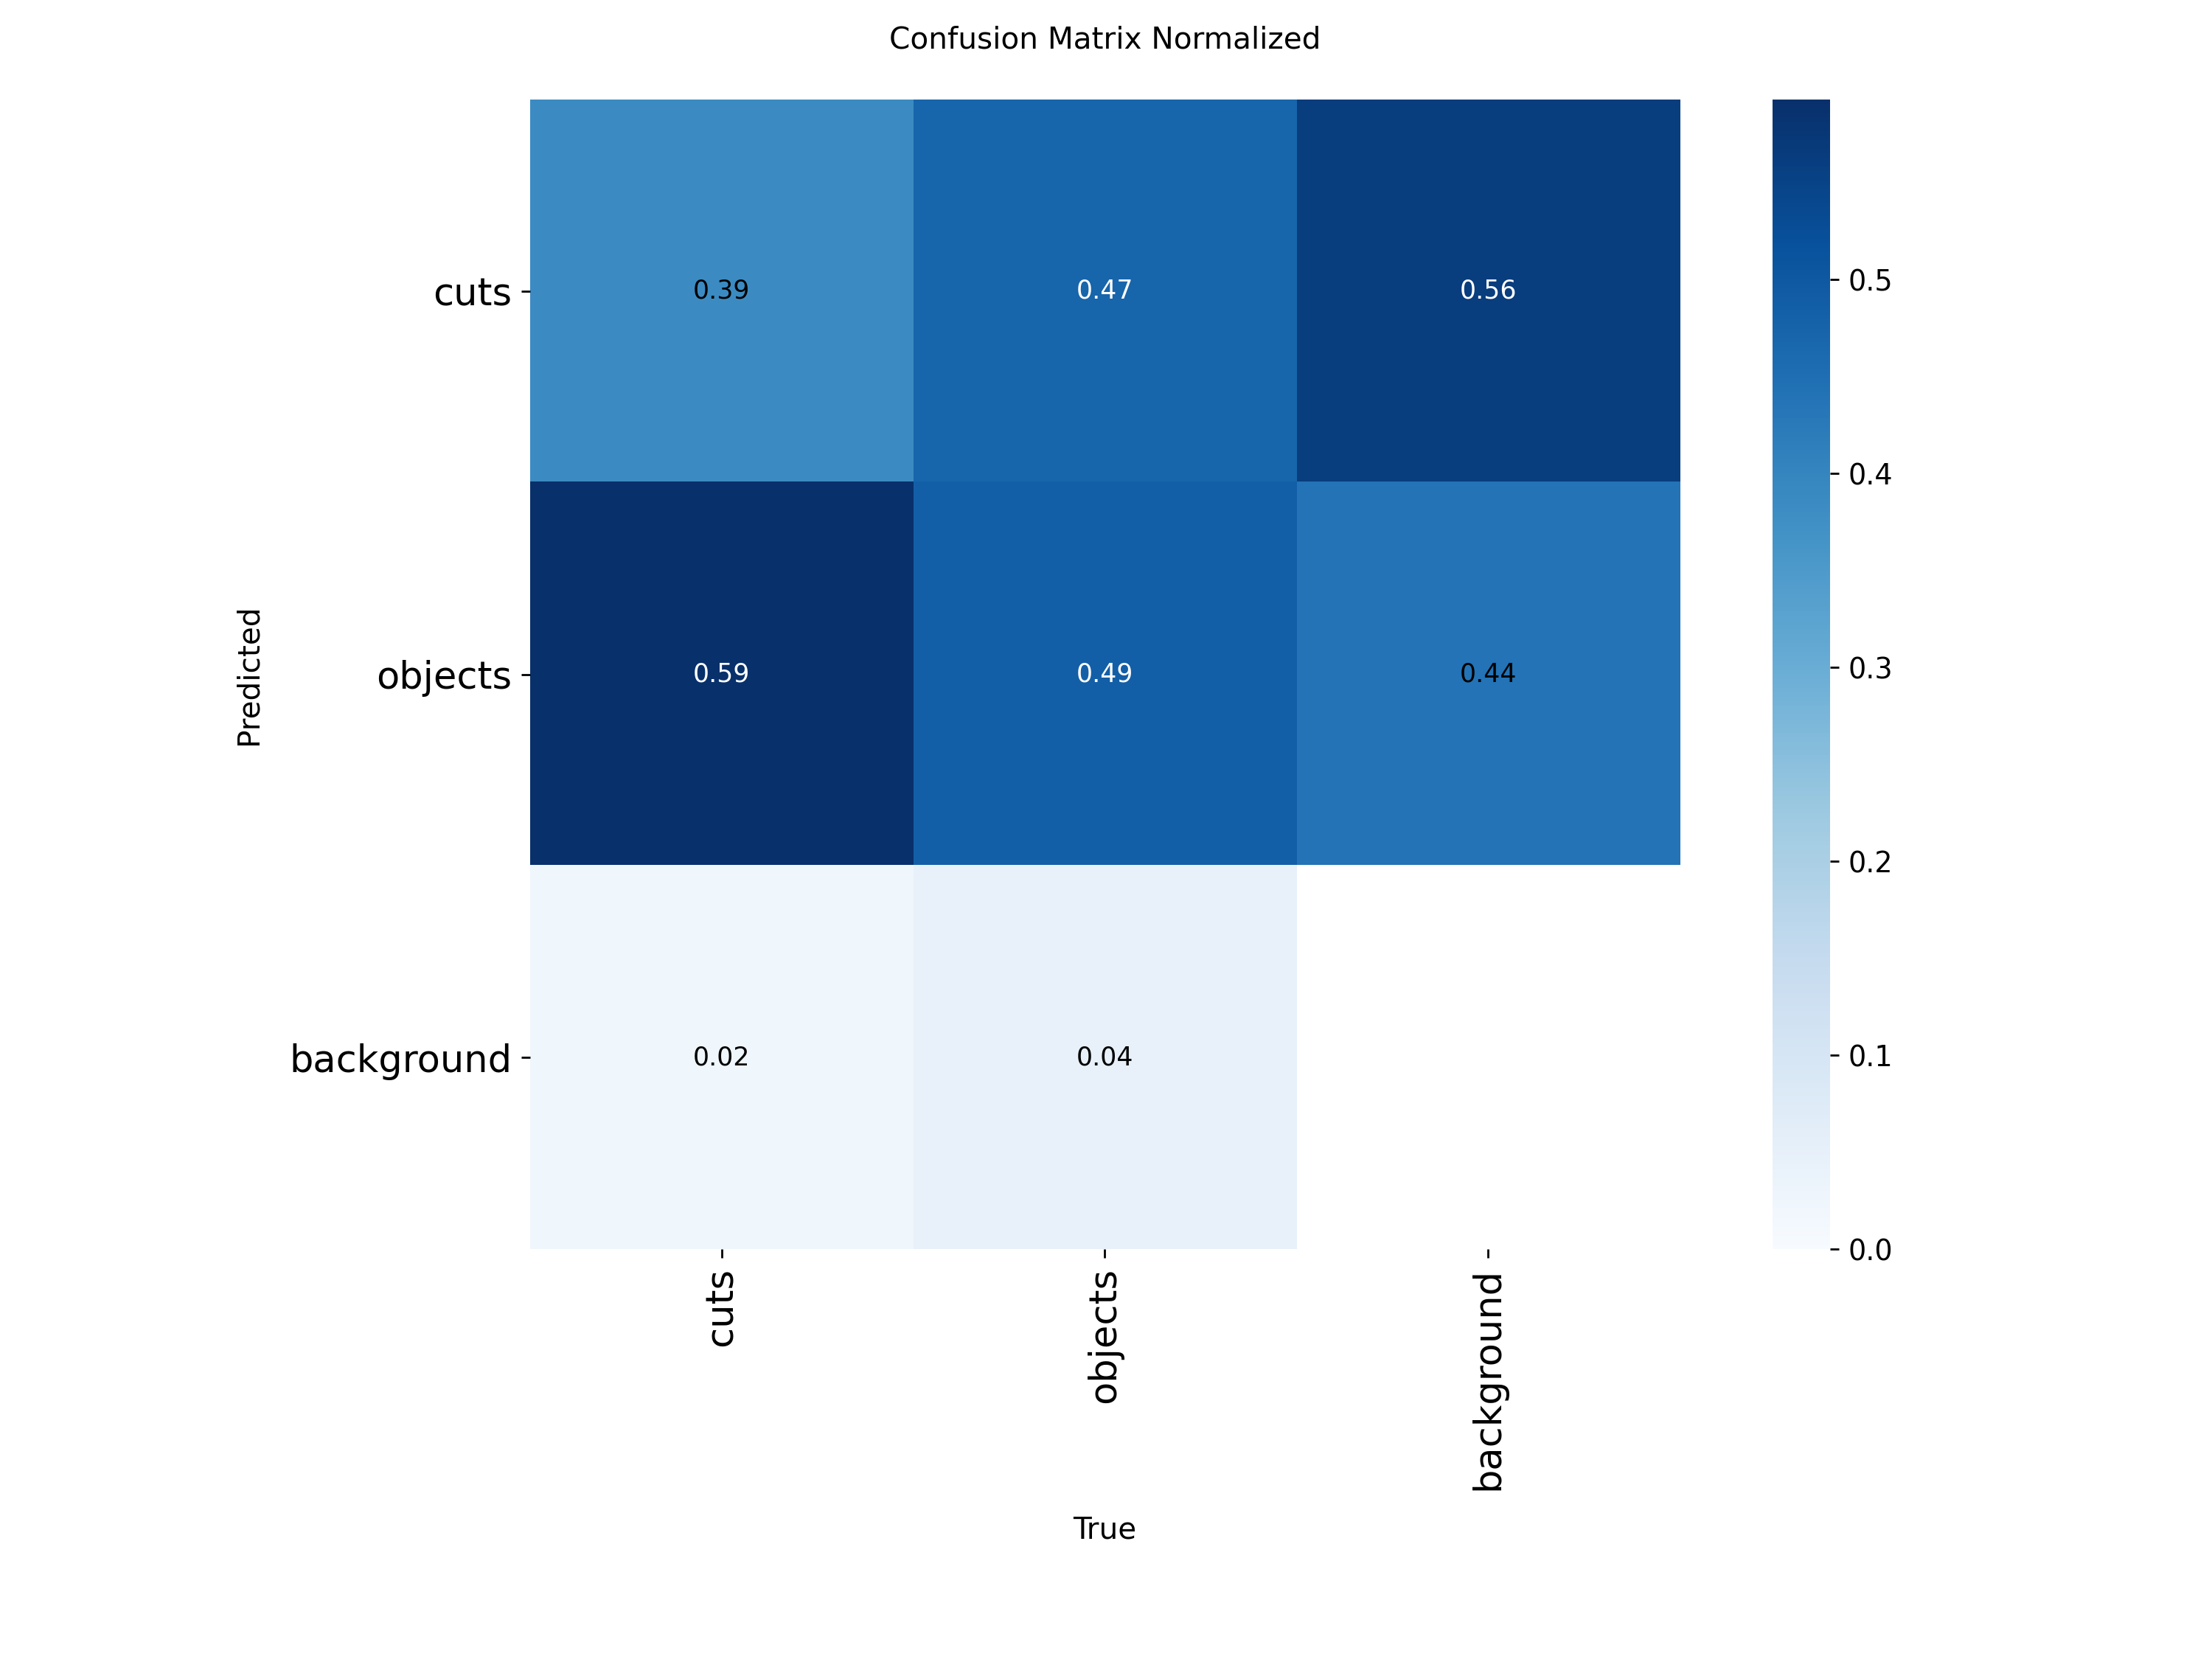 Confusion Matrix Normalized
cuts
0.39
0.47
0.56
0.5
0.4
Predicted
objects
0.59
0.49
0.44
0.3
0.2
background
0.02
0.04
0.1
0.0
cuts
objects
background
True